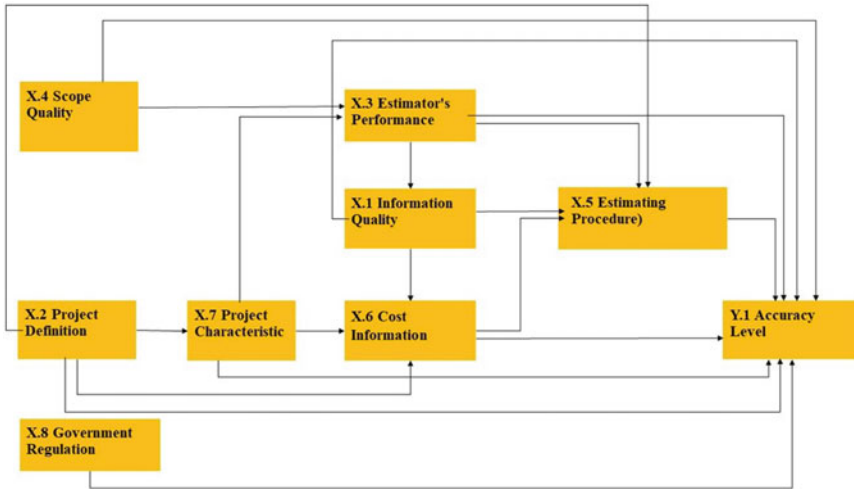 X.4 Scope
Quality
X.3 Estimator's
Performance
X.1 Information
Quality
X.5 Estimating
Procedure)
X.2 Project
Definition
X.7 Project
Characteristic
X.6 Cost
Information
Y.1 Accuracy
Level
X.8 Government
Regulation